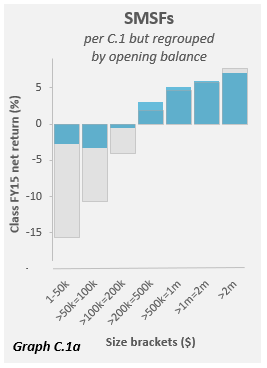 SMSFs
per C.1 but regrouped
by opening balance
Class FY15 net return (%)
5
0
-5
-10
-15
-
1-50k
>50k=100k
>100k=200k
>200k=500k
>500k=1m
>1m=2m
>2m
Graph C.1a
Size brackets ($)